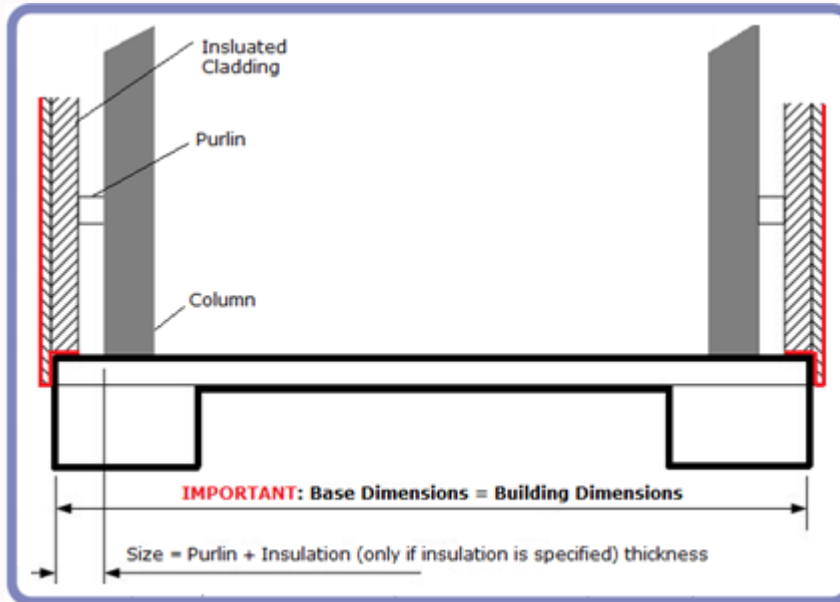 Insluated
Cladding
Purlin
Column
IMPORTANT: Base Dimensions = Building Dimensions
Size = Purlin + Insulation (only if insulation is specified) thickness